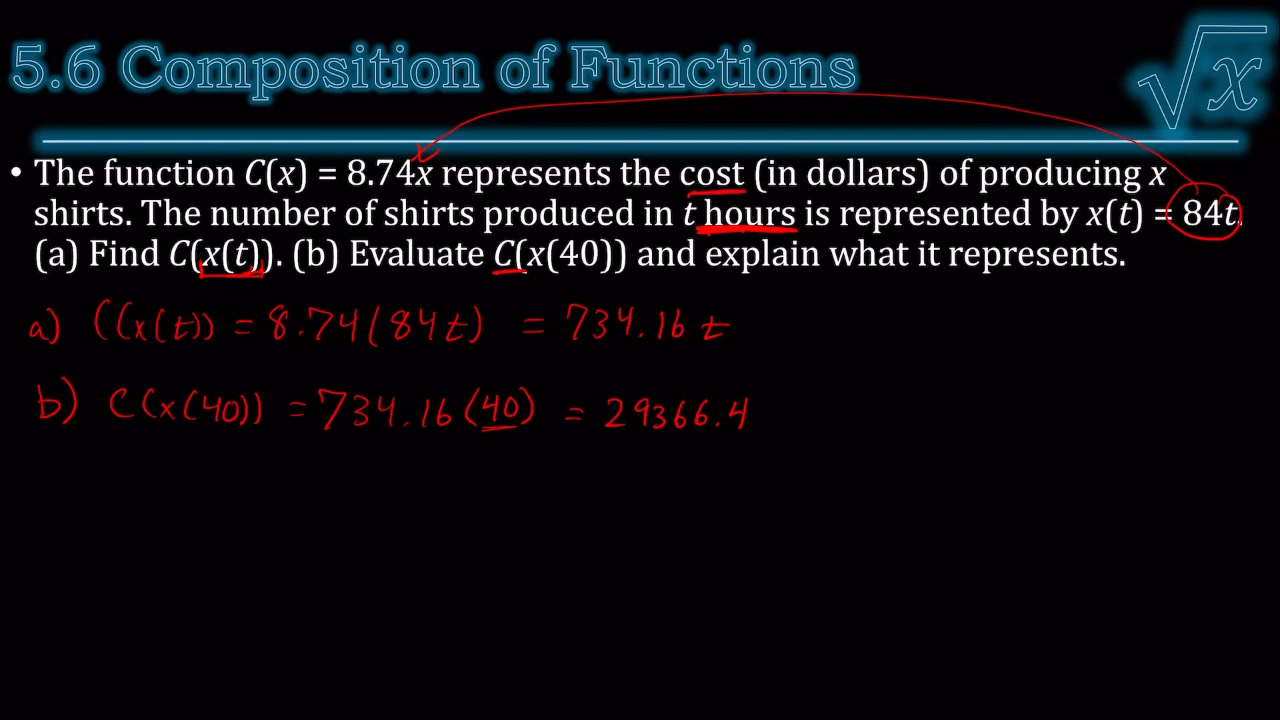 5.6 Composition of Functions
√x
• The function C(x) = 8.74x represents the cost (in dollars) of producing x
shirts. The number of shirts produced in t hours is represented by x(t) = 84t.
(a) Find C(x(t)). (b) Evaluate C(x(40)) and explain what it represents.
a) C(x(t)) = 8.74(84t) = 734.16 t
b) C(x(40)) = 734.16 (40) = 29366.4